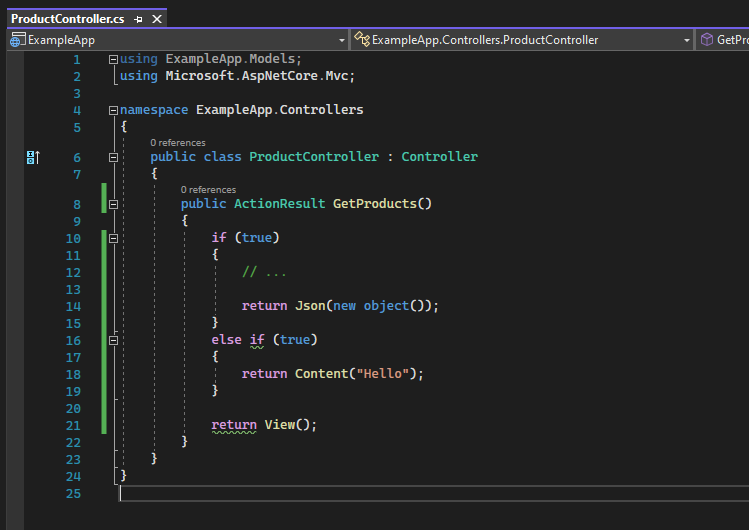 ProductController.cs
ExampleApp
ExampleApp.Controllers.ProductController
GetPro
1 using ExampleApp.Models;
2 using Microsoft.AspNetCore.Mvc;
3
4 namespace ExampleApp.Controllers
5 {
0 references
6 public class ProductController : Controller
7 {
0 references
8 public ActionResult GetProducts()
9 {
10 if (true)
11 {
12 // ...
13
14 return Json(new object());
15 }
16 else if (true)
17 {
18 return Content("Hello");
19 }
20
21 return View();
22 }
23 }
24 }
25